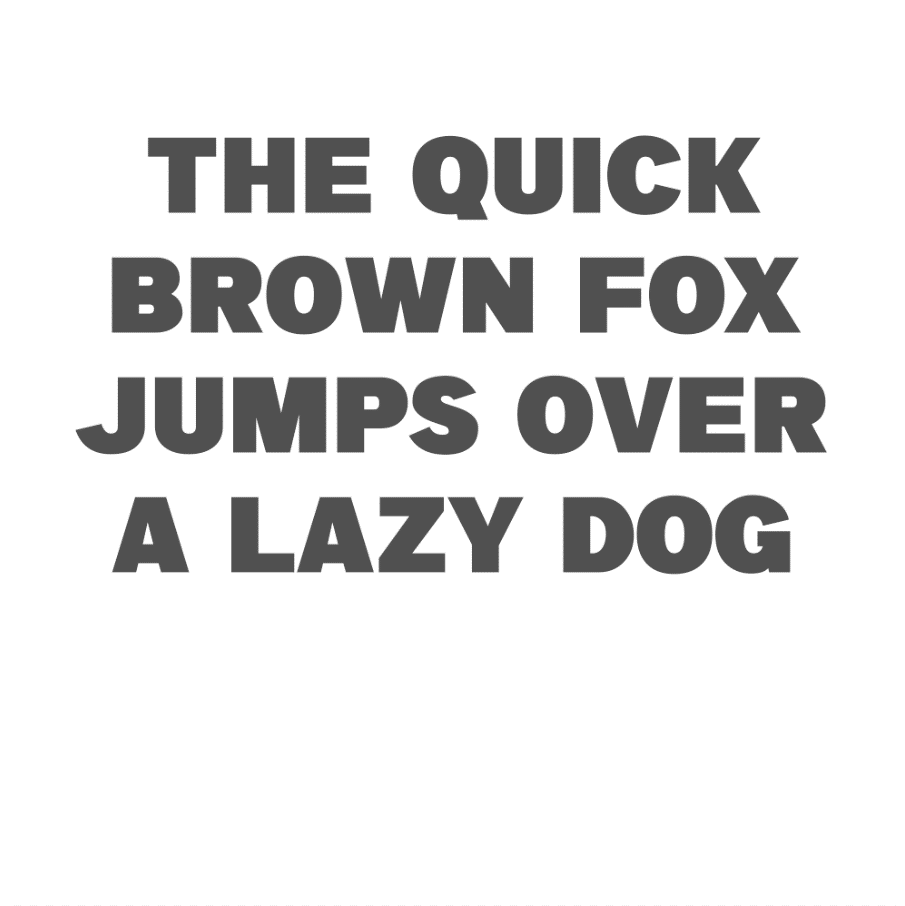 THE QUICK
BROWN FOX
JUMPS OVER
A LAZY DOG